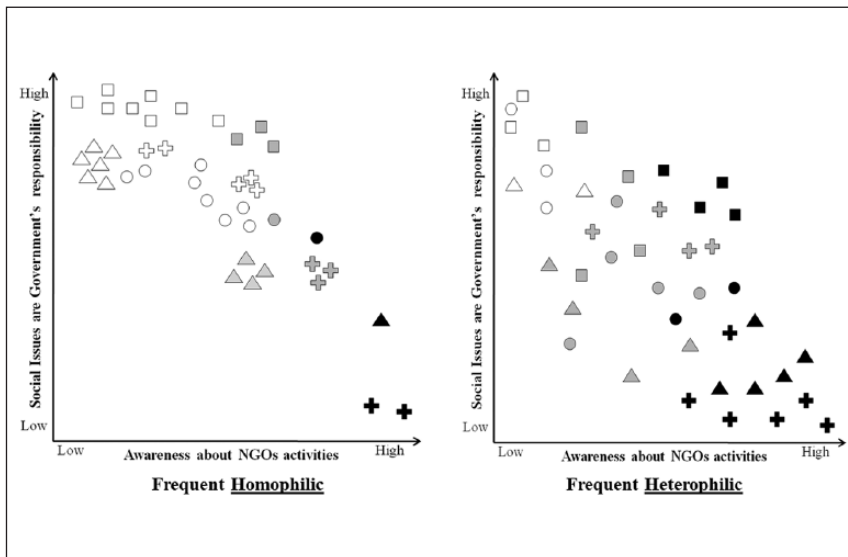 High
Social Issues are Government's responsibility
Low
Low
High
Awareness about NGOs activities
Frequent Homophilic
High
Social Issues are Government's responsibility
Low
Low
High
Awareness about NGOs activities
Frequent Heterophilic